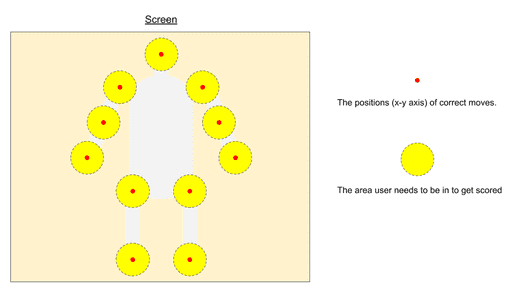 Screen
The positions (x-y axis) of correct moves.
The area user needs to be in to get scored